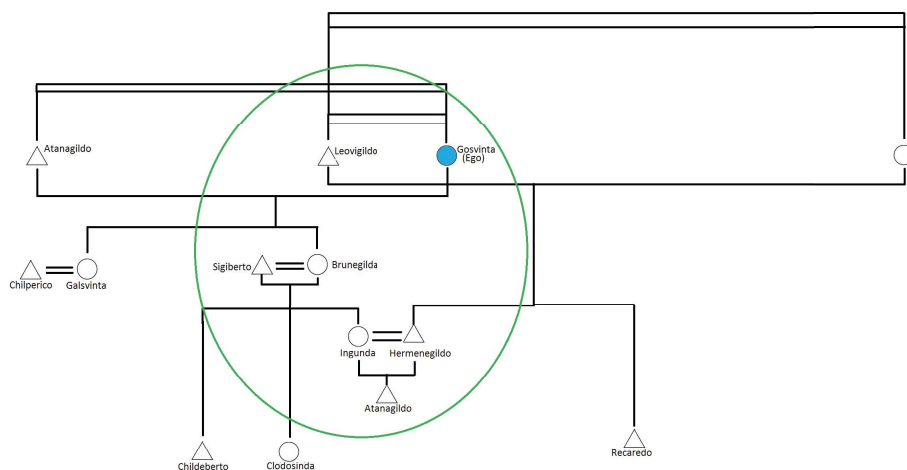 Atanagildo
Leovigildo
Gosvinta
(Ego)
Sigiberto
Brunegilda
Chilperico
Galsvinta
Ingunda
Hermenegildo
Atanagildo
Childeberto
Clodosinda
Recaredo